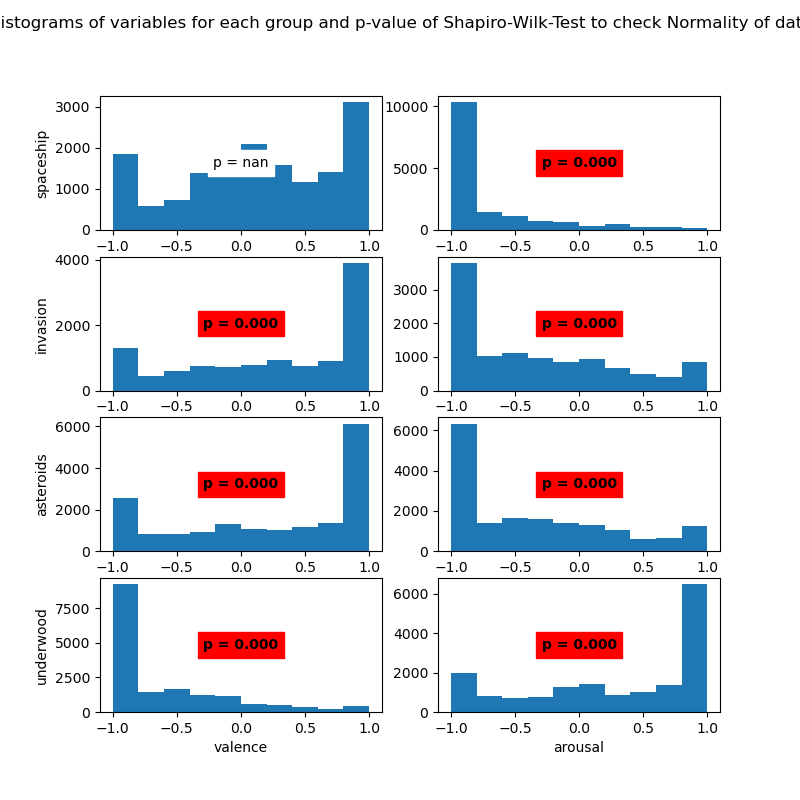 istograms of variables for each group and p-value of Shapiro-Wilk-Test to check Normality of dat
3000
2000
1000
0
spaceship
p = nan
−1.0 −0.5 0.0 0.5 1.0
10000
5000
0
p = 0.000
−1.0 −0.5 0.0 0.5 1.0
4000
2000
0
invasion
p = 0.000
−1.0 −0.5 0.0 0.5 1.0
3000
2000
1000
0
p = 0.000
−1.0 −0.5 0.0 0.5 1.0
6000
4000
2000
0
asteroids
p = 0.000
−1.0 −0.5 0.0 0.5 1.0
6000
4000
2000
0
p = 0.000
−1.0 −0.5 0.0 0.5 1.0
7500
5000
2500
0
underwood
p = 0.000
−1.0 −0.5 0.0 0.5 1.0
valence
6000
4000
2000
0
p = 0.000
−1.0 −0.5 0.0 0.5 1.0
arousal